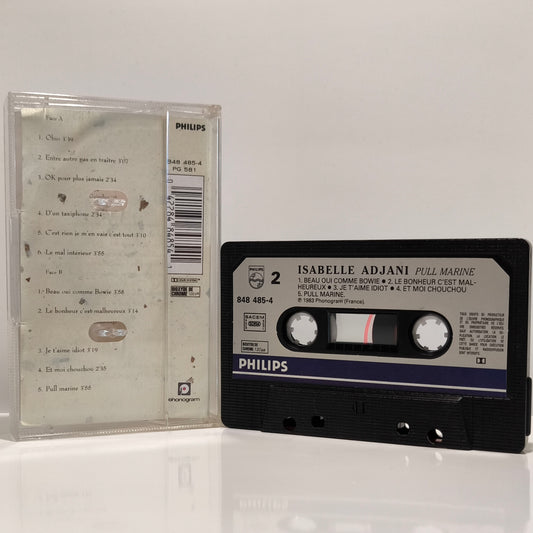 Face A
1. Ohio 3'39
2. Entre autre gas en traître 3'07
3. OK pour plus jamais 2'34
4. D'un taxiphone 2'34
5. C'est rien je m'en vais c'est tout 3'10
6. Le mal intérieur 3'58
Face B
1. Beau oui comme Bowie 3'58
2. Le bonheur c'est malheureux 3'14
3. Je t'aime idiot 3'19
4. Et moi chouchou 2'35
5. Pull marine 3'58
PHILIPS
848 485-4
PG 581
phonogram
PHILIPS
2
ISABELLE ADJANI PULL MARINE
1. BEAU OUI COMME BOWIE • 2. LE BONHEUR C'EST MAL-
HEUREUX • 3. JE T'AIME IDIOT • 4. ET MOI CHOUCHOU
5. PULL MARINE.
℗ 1983 Phonogram (France).
848 485-4
SACEM
PHILIPS